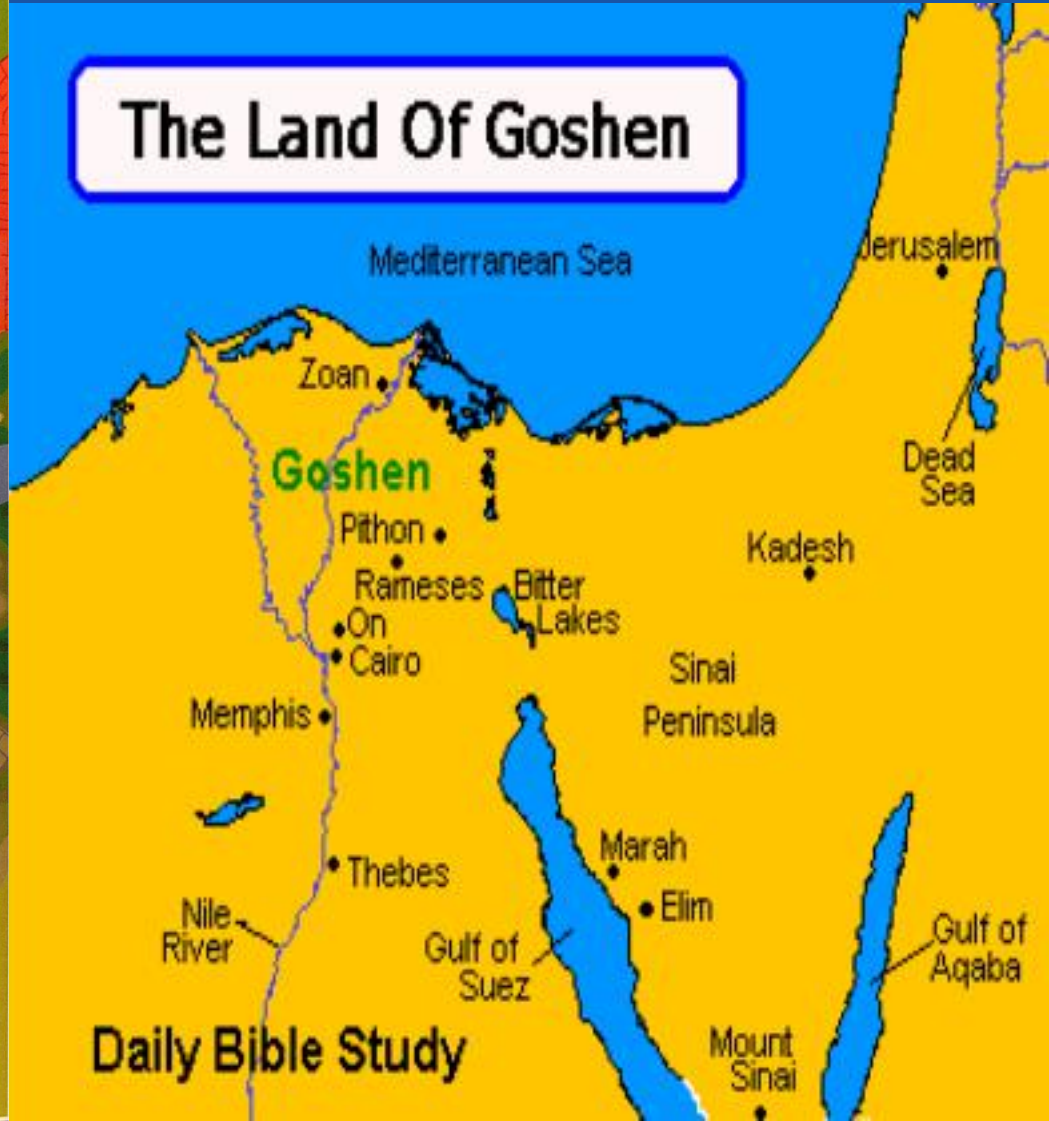 The Land Of Goshen
Mediterranean Sea
Jerusalem
Zoan
Goshen
Dead
Sea
Pithon
Kadesh
Rameses
Bitter
Lakes
On
Cairo
Sinai
Peninsula
Memphis
Marah
Thebes
Elim
Nile
River
Gulf of
Suez
Gulf of
Aqaba
Daily Bible Study
Mount
Sinai